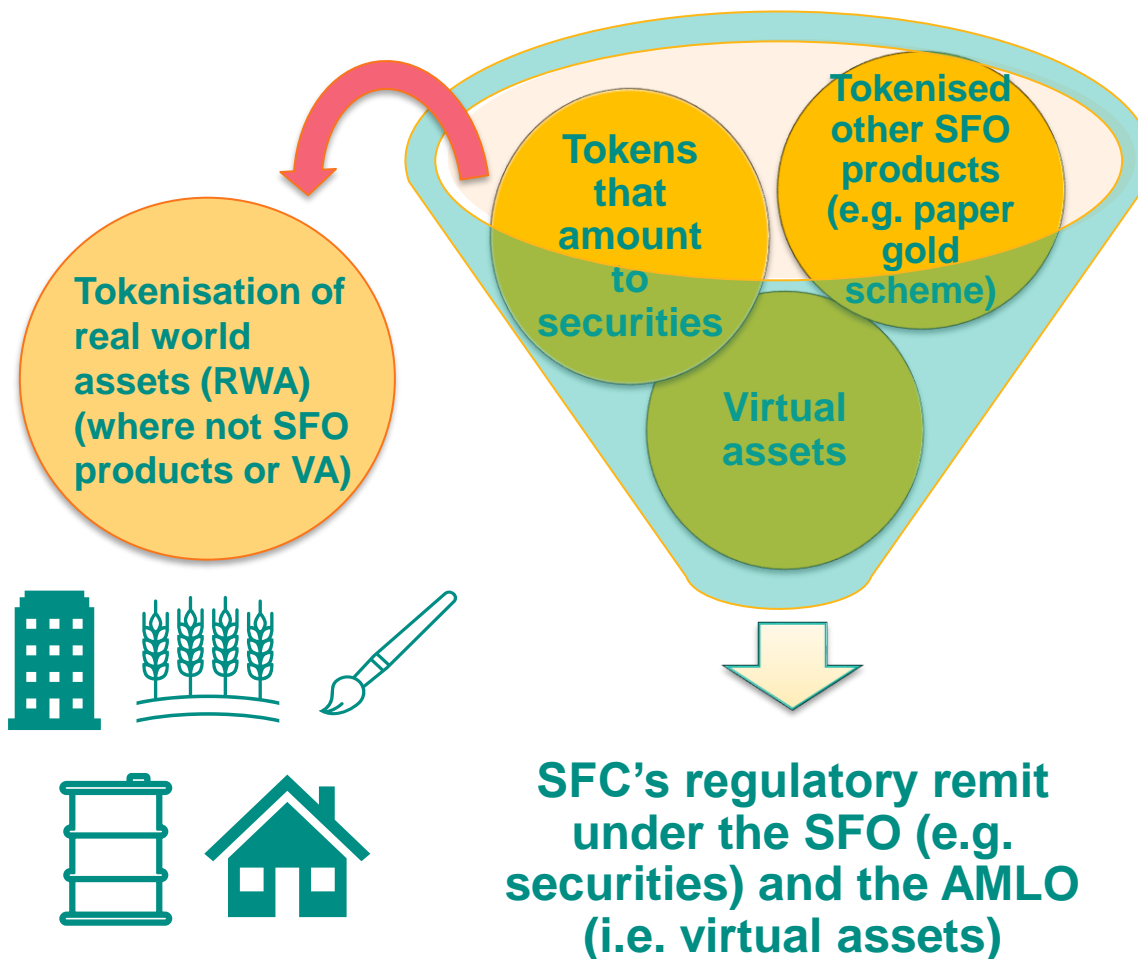 Tokenisation of
real world
assets (RWA)
(where not SFO
products or VA)
Tokens
that
amount
to
securities
Tokenised
other SFO
products
(e.g. paper
gold
scheme)
Virtual
assets
SFC’s regulatory remit
under the SFO (e.g.
securities) and the AMLO
(i.e. virtual assets)